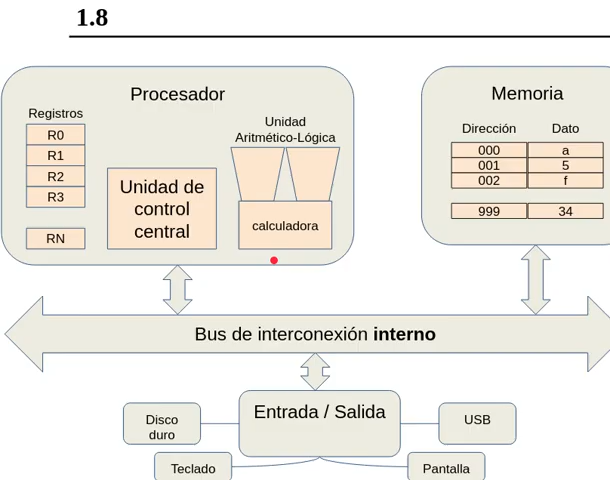 1.8
Procesador
Registros
R0
R1
R2
R3
RN
Unidad de
control
central
Unidad
Aritmético-Lógica
calculadora
Memoria
Dirección Dato
000 a
001 5
002 f
999 34
Bus de interconexión interno
Entrada / Salida
Disco
duro
USB
Teclado
Pantalla